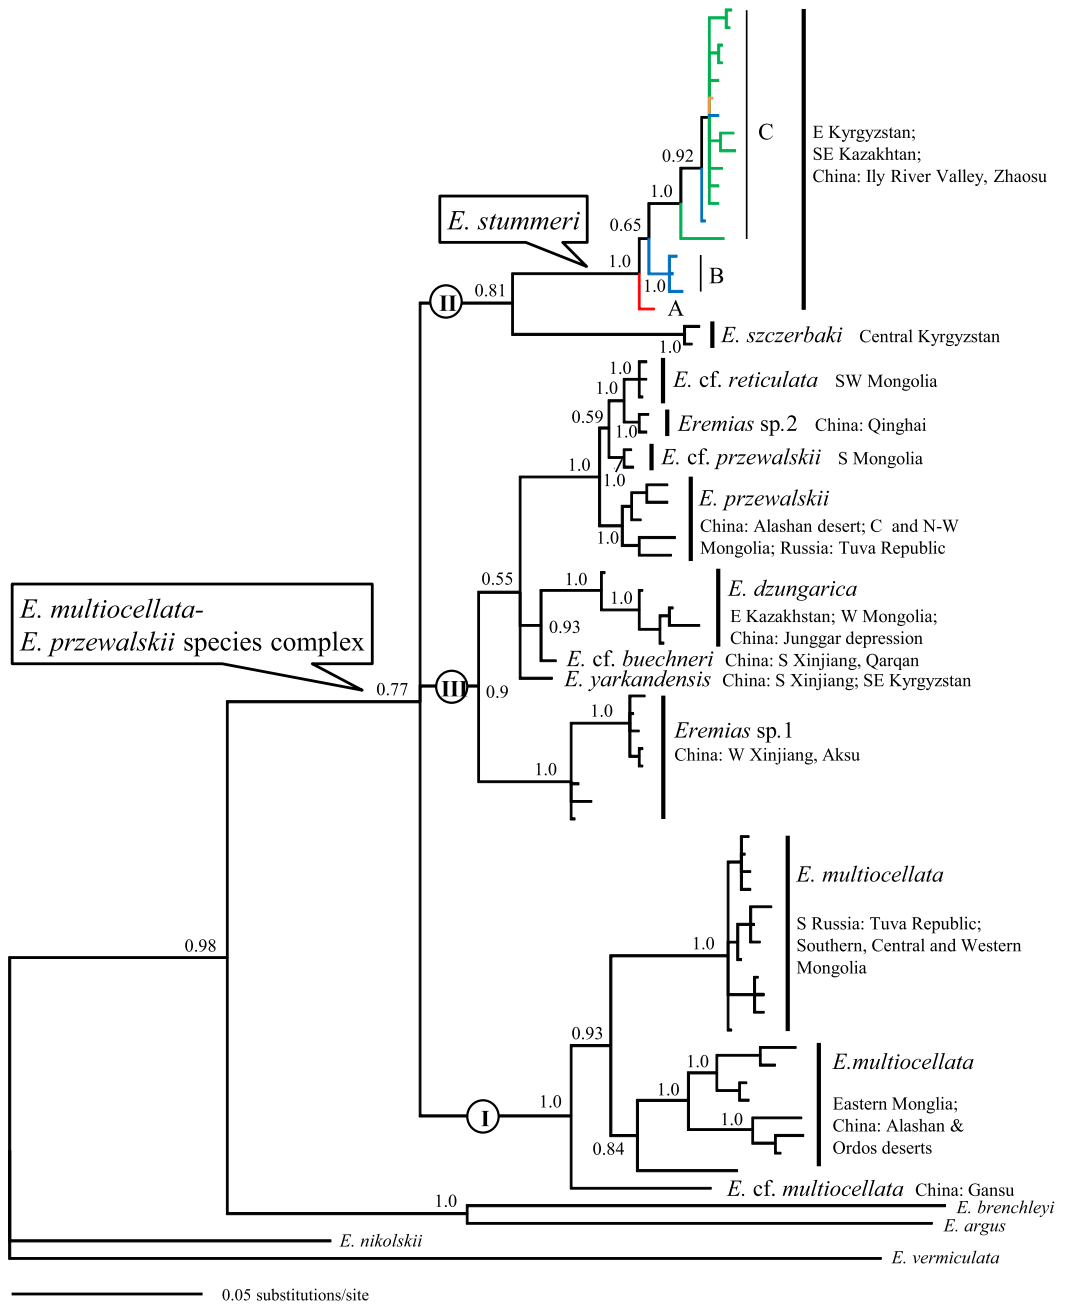 C
E Kyrgyzstan;
SE Kazakhtan;
China: Ily River Valley, Zhaosu
0.92
1.0
E. stummeri
0.65
1.0
1.0
B
A
II
0.81
1.0
E. szczerbaki Central Kyrgyzstan
1.0
E. cf. reticulata SW Mongolia
1.0
0.59
1.0
Eremias sp.2 China: Qinghai
E. cf. przewalskii S Mongolia
1.0
1.0
E. przewalskii
China: Alashan desert; C and N-W
Mongolia; Russia: Tuva Republic
1.0
0.55
1.0
1.0
E. dzungarica
E Kazakhstan; W Mongolia;
China: Junggar depression
0.93
E. cf. buechneri China: S Xinjiang, Qarqan
E. yarkandensis China: S Xinjiang; SE Kyrgyzstan
E. multiocellata-
E. przewalskii species complex
0.77
III
0.9
1.0
Eremias sp.1
China: W Xinjiang, Aksu
1.0
E. multiocellata
S Russia: Tuva Republic;
Southern, Central and Western
Mongolia
1.0
0.98
0.93
1.0
E.multiocellata
1.0
Eastern Monglia;
China: Alashan &
Ordos deserts
1.0
I
1.0
0.84
E. cf. multiocellata China: Gansu
1.0
E. brenchleyi
E. argus
E. nikolskii
E. vermiculata
0.05 substitutions/site